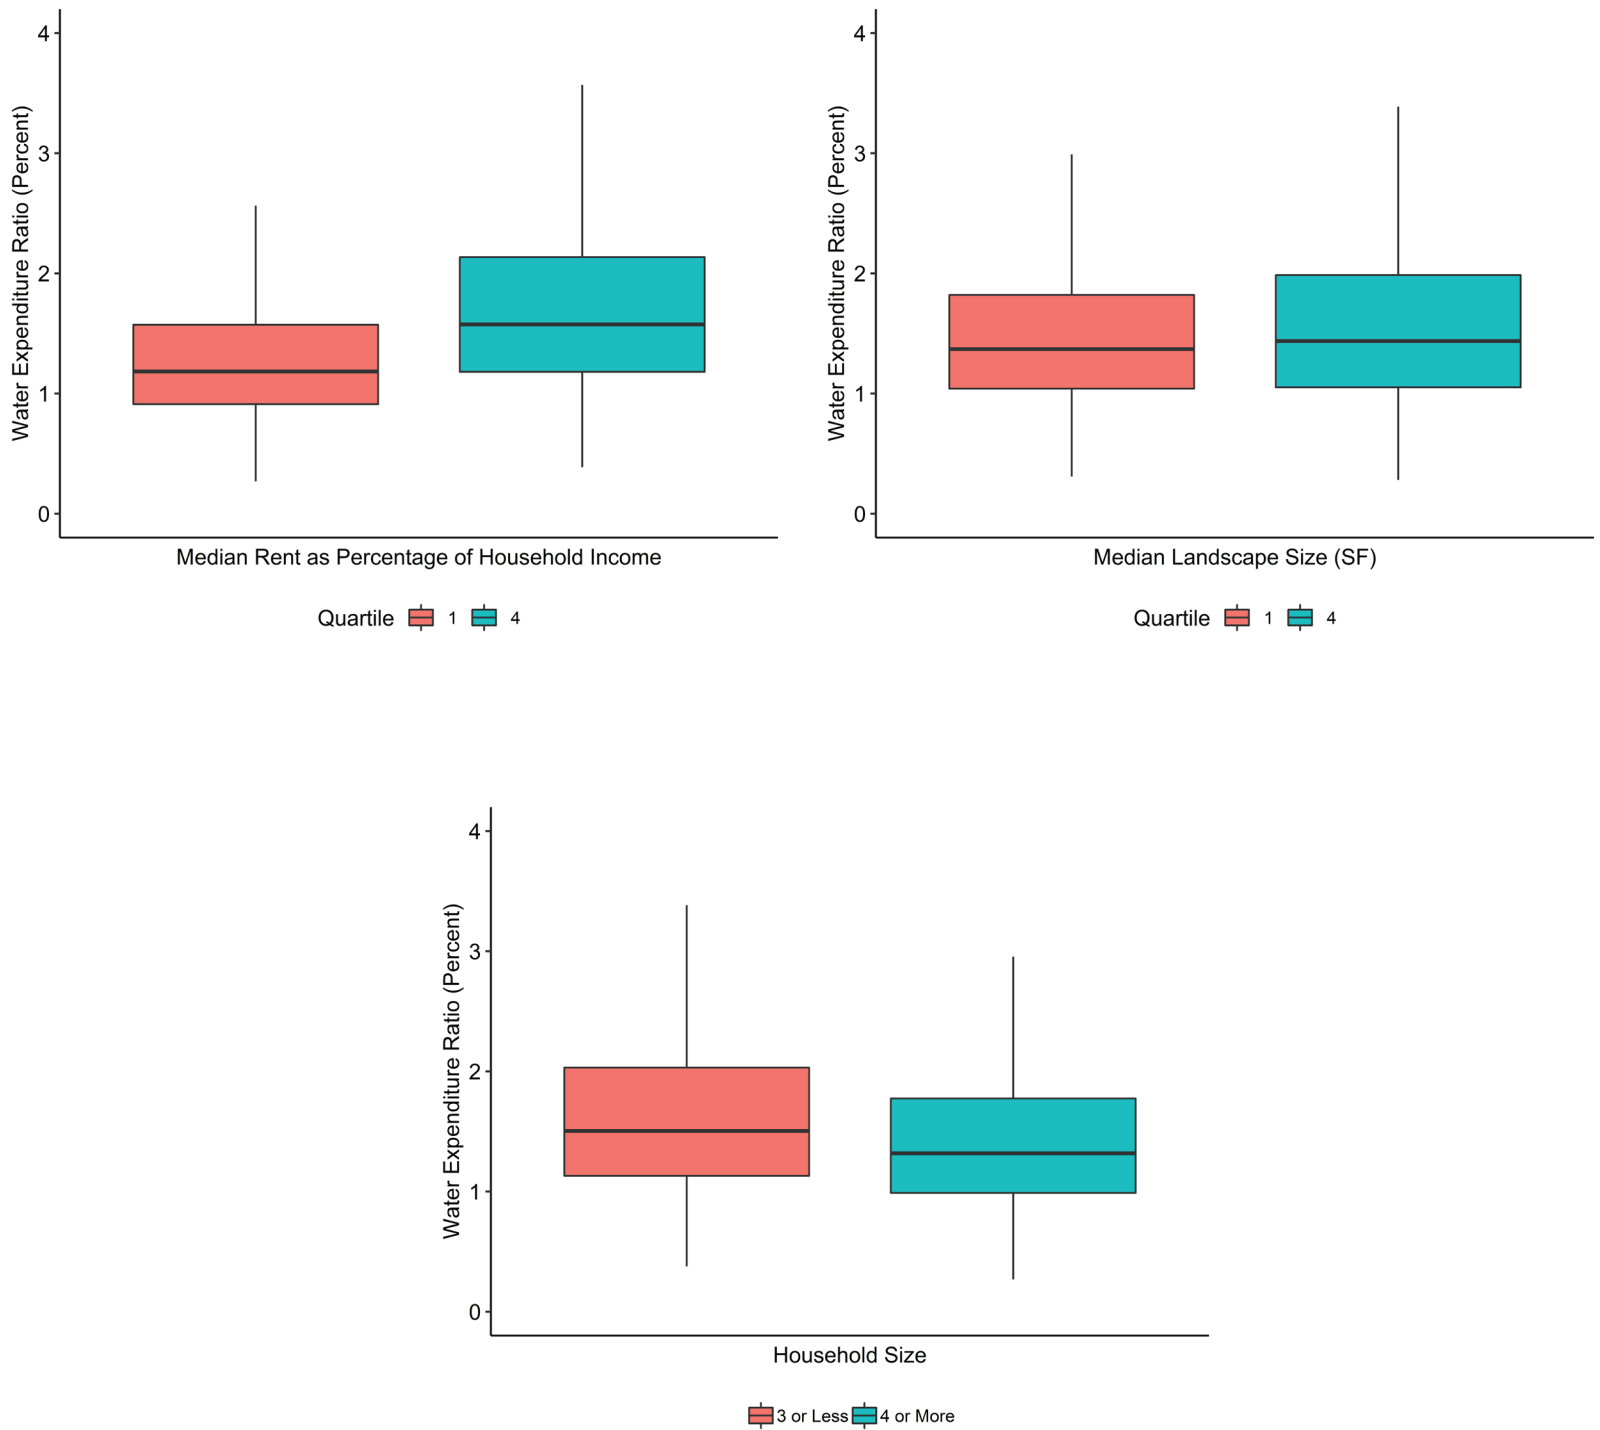 Water Expenditure Ratio (Percent)
4
3
2
1
0
Median Rent as Percentage of Household Income
Quartile 1 4
Water Expenditure Ratio (Percent)
4
3
2
1
0
Median Landscape Size (SF)
Quartile 1 4
Water Expenditure Ratio (Percent)
4
3
2
1
0
Household Size
3 or Less 4 or More